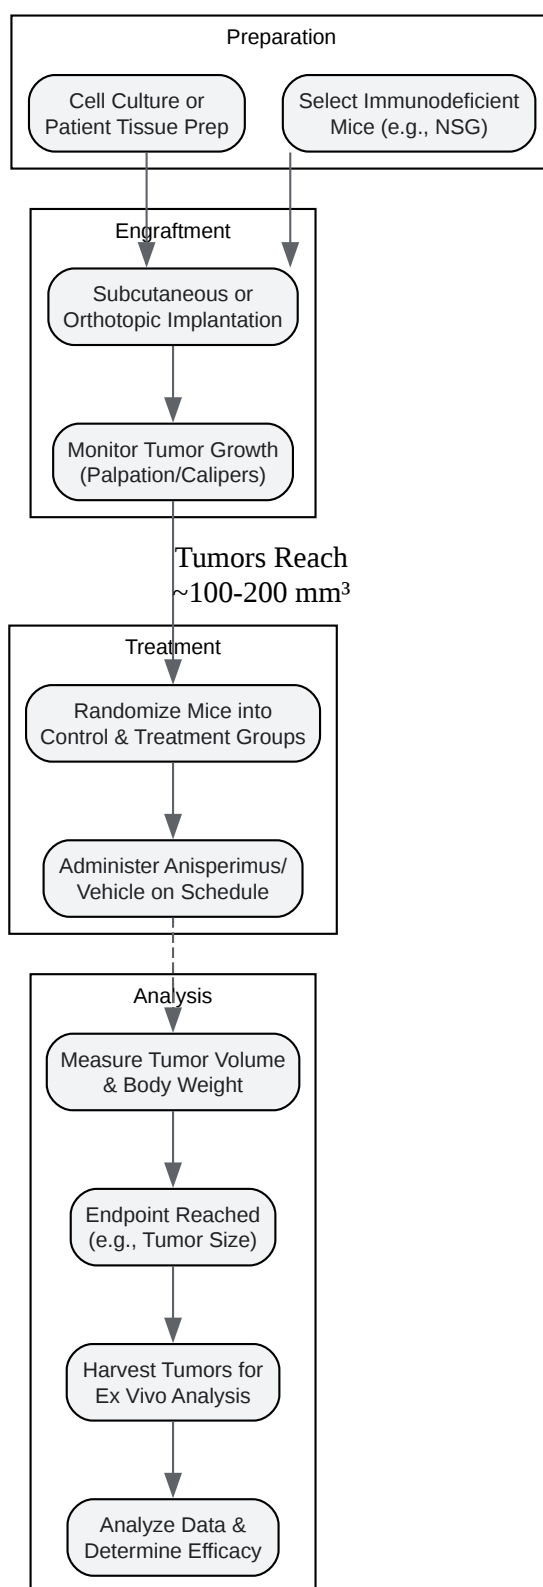 Preparation
Cell Culture or
Patient Tissue Prep
Select Immunodeficient
Mice (e.g., NSG)
Engraftment
Subcutaneous or
Orthotopic Implantation
Monitor Tumor Growth
(Palpation/Calipers)
Tumors Reach
~100-200 mm³
Treatment
Randomize Mice into
Control & Treatment Groups
Administer Anisperimus/
Vehicle on Schedule
Analysis
Measure Tumor Volume
& Body Weight
Endpoint Reached
(e.g., Tumor Size)
Harvest Tumors for
Ex Vivo Analysis
Analyze Data &
Determine Efficacy